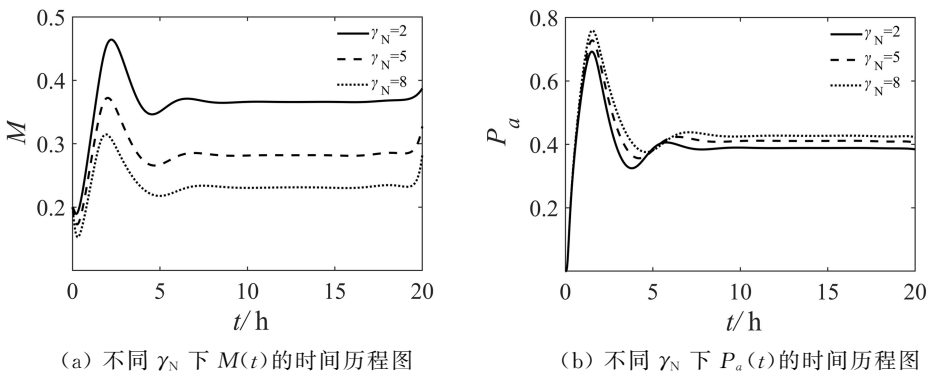 0.5
0.4
0.3
0.2
M
γN=2
γN=5
γN=8
0 5 10 15 20
t/h
(a) 不同 γN 下 M(t)的时间历程图
0.8
0.6
0.4
0.2
Pa
γN=2
γN=5
γN=8
0 5 10 15 20
t/h
(b) 不同 γN 下 Pa(t)的时间历程图